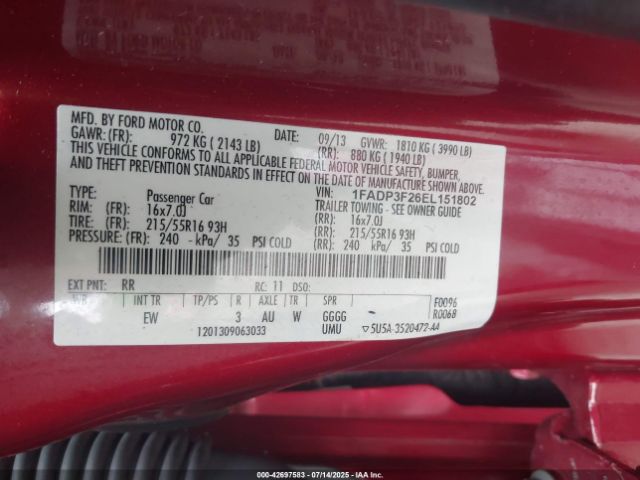 MFD. BY FORD MOTOR CO.
DATE: 09/13 GVWR: 1810 KG ( 3990 LB)
GAWR: (FR): 972 KG ( 2143 LB) (RR): 880 KG ( 1940 LB)
THIS VEHICLE CONFORMS TO ALL APPLICABLE FEDERAL MOTOR VEHICLE SAFETY, BUMPER,
AND THEFT PREVENTION STANDARDS IN EFFECT ON THE DATE OF MANUFACTURE SHOWN ABOVE.
VIN: 1FADP3F26EL151802
TYPE: Passenger Car TRAILER TOWING - SEE OWNER GUIDE
RIM: (FR): 16x7.0J (RR): 16x7.0J
TIRE: (FR): 215/55R16 93H (RR): 215/55R16 93H
PRESSURE: (FR): 240 - kPa/ 35 PSI COLD (RR): 240 - kPa/ 35 PSI COLD
EXT PNT: RR RC: 11 DSO:
WB INT TR TP/PS R AXLE TR SPR F0096
EW 3 AU W GGGG R0068
1201309063033 UMU ▽5U5A-3520472-AA
000-42697583 - 07/14/2025 - IAAI.COM